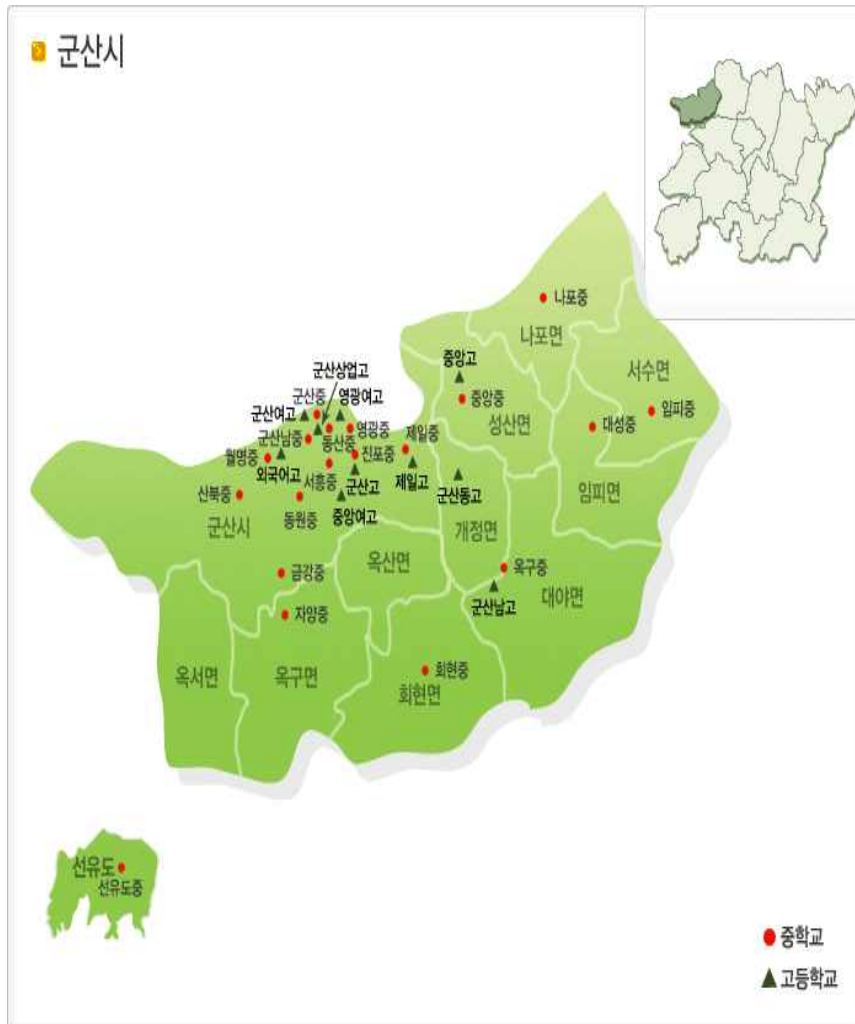 군산시
나포중
나포면
군산상업고
중앙고
서수면
군산중
영광여고
군산여고
중앙중
임피중
성산면
대성중
군산남중
동산중
영광중
제일중
월명중
진포중
외국어고
서흥중
군산고
제일고
군산동고
임피면
산북중
동원중
중앙여고
군산시
개정면
옥산면
금강중
옥구중
대야면
군산남고
자양중
옥서면
옥구면
회현중
회현면
선유도
선유도중
중학교
고등학교